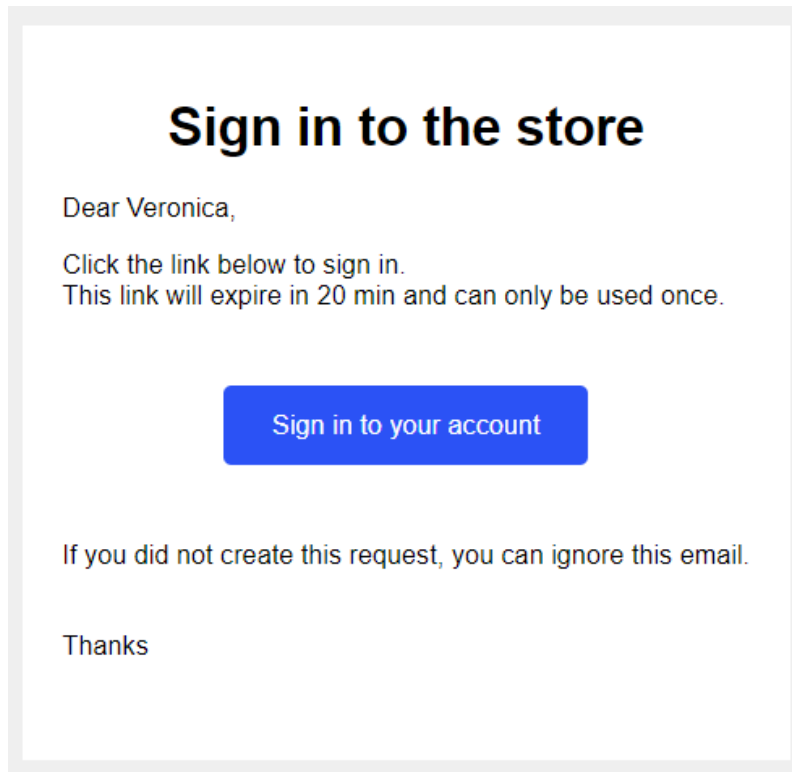 Sign in to the store
Dear Veronica,
Click the link below to sign in.
This link will expire in 20 min and can only be used once.
Sign in to your account
If you did not create this request, you can ignore this email.
Thanks